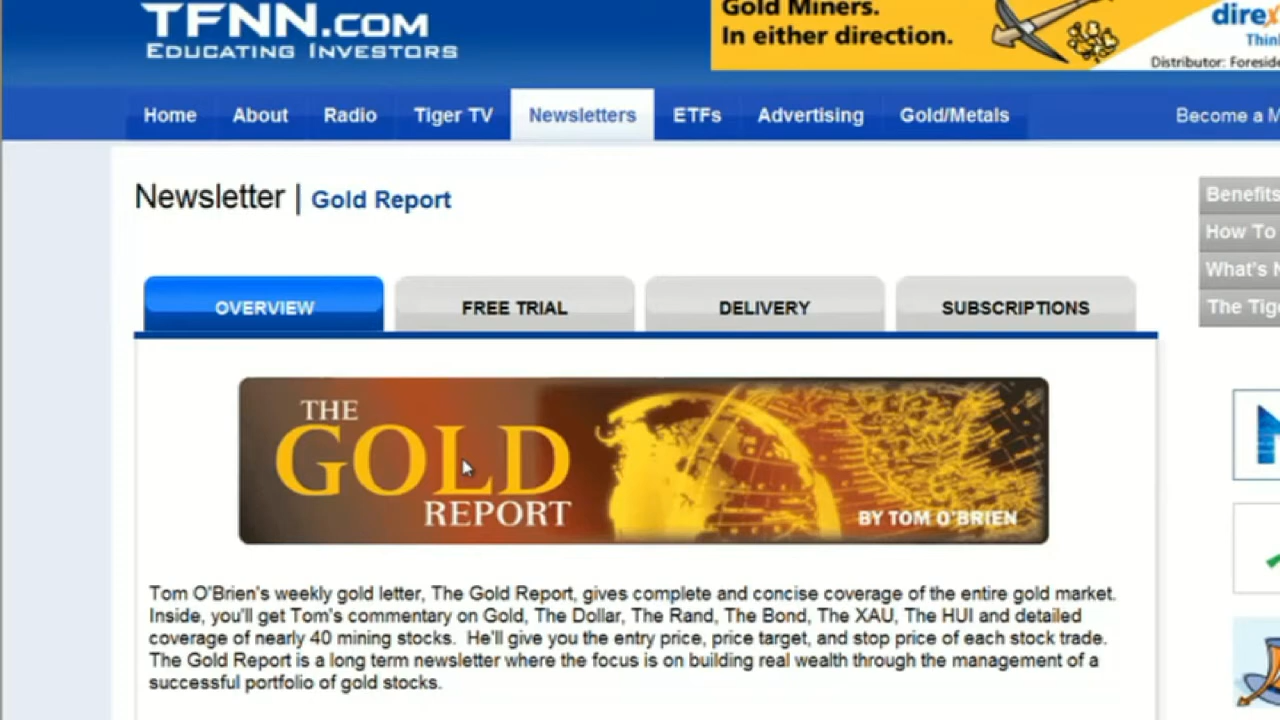 TFNN.COM
EDUCATING INVESTORS
Gold Miners.
In either direction.
Distributor:
Home About Radio Tiger TV Newsletters ETFs Advertising Gold/Metals Become a
Newsletter | Gold Report
Benefits
How To
What's
The
OVERVIEW FREE TRIAL DELIVERY SUBSCRIPTIONS
THE
GOLD
REPORT
BY TOM O'BRIEN
Tom O'Brien's weekly gold letter, The Gold Report, gives complete and concise coverage of the entire gold market.
Inside, you'll get Tom's commentary on Gold, The Dollar, The Rand, The Bond, The XAU, The HUI and detailed
coverage of nearly 40 mining stocks. He'll give you the entry price, price target, and stop price of each stock trade.
The Gold Report is a long term newsletter where the focus is on building real wealth through the management of a
successful portfolio of gold stocks.